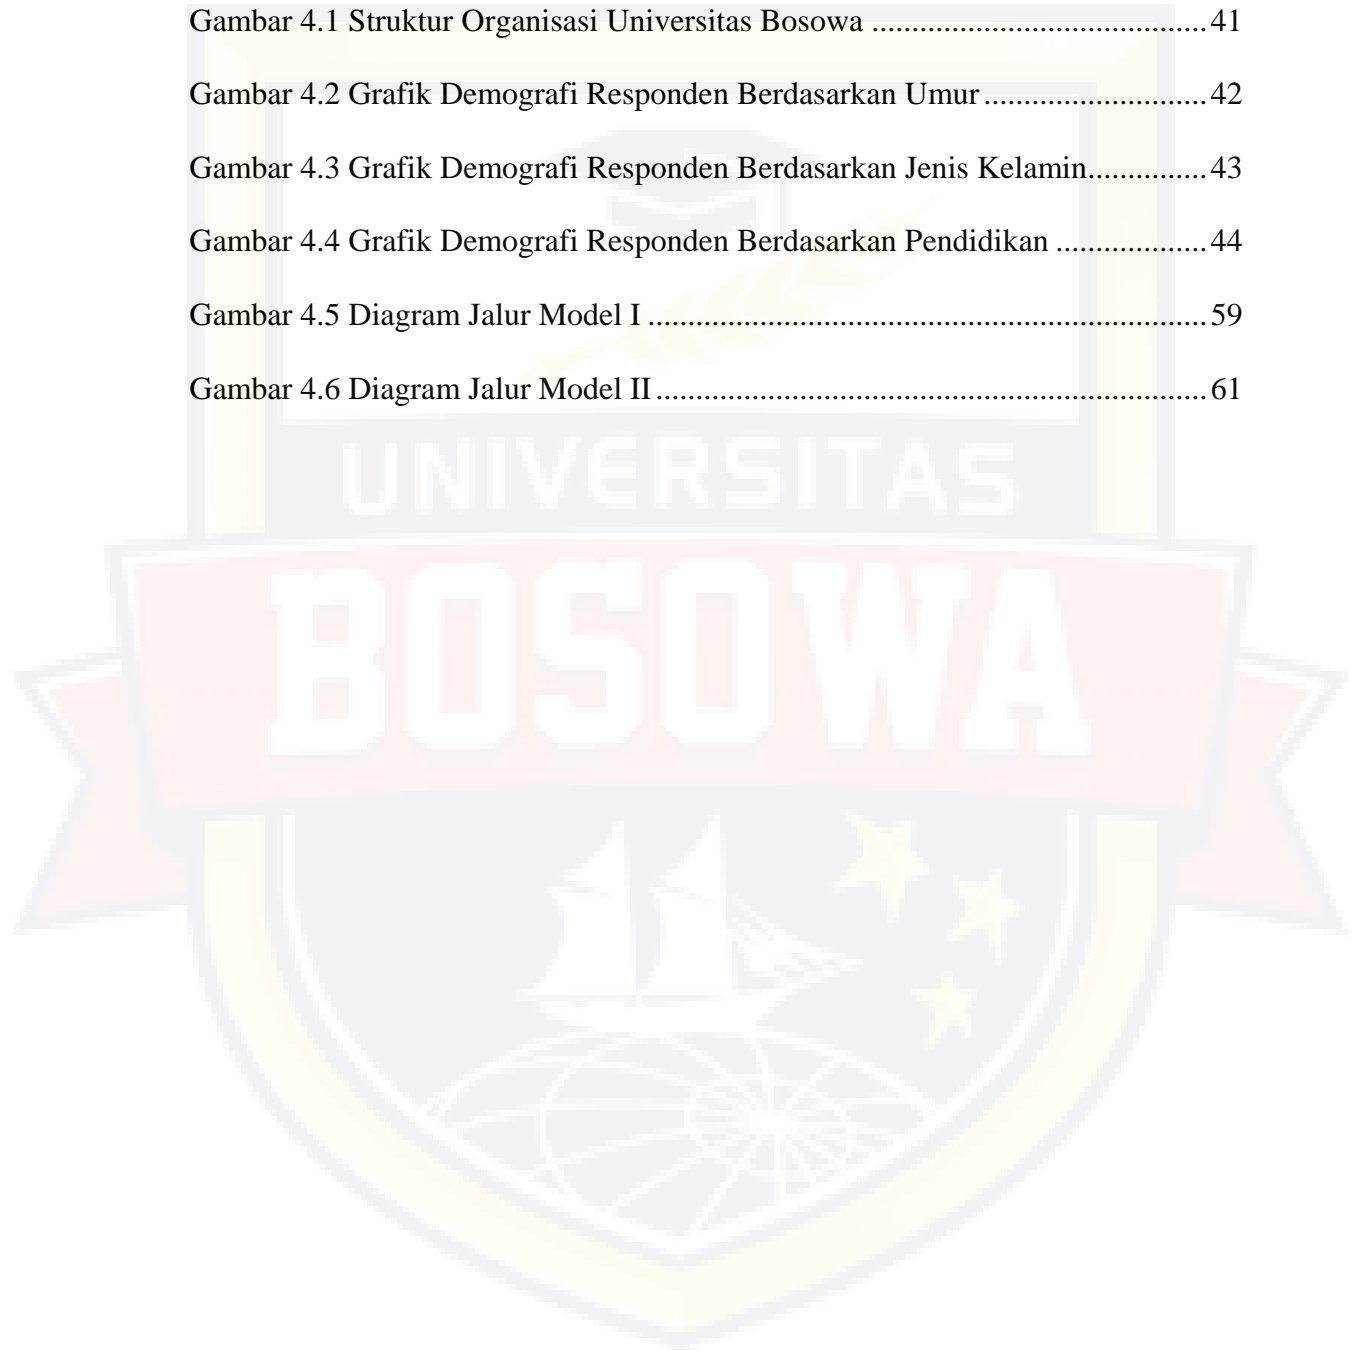 Gambar 4.1 Struktur Organisasi Universitas Bosowa .......................................... 41
Gambar 4.2 Grafik Demografi Responden Berdasarkan Umur ............................ 42
Gambar 4.3 Grafik Demografi Responden Berdasarkan Jenis Kelamin............... 43
Gambar 4.4 Grafik Demografi Responden Berdasarkan Pendidikan ................... 44
Gambar 4.5 Diagram Jalur Model I ...................................................................... 59
Gambar 4.6 Diagram Jalur Model II ..................................................................... 61
UNIVERSITAS
BOSOWA